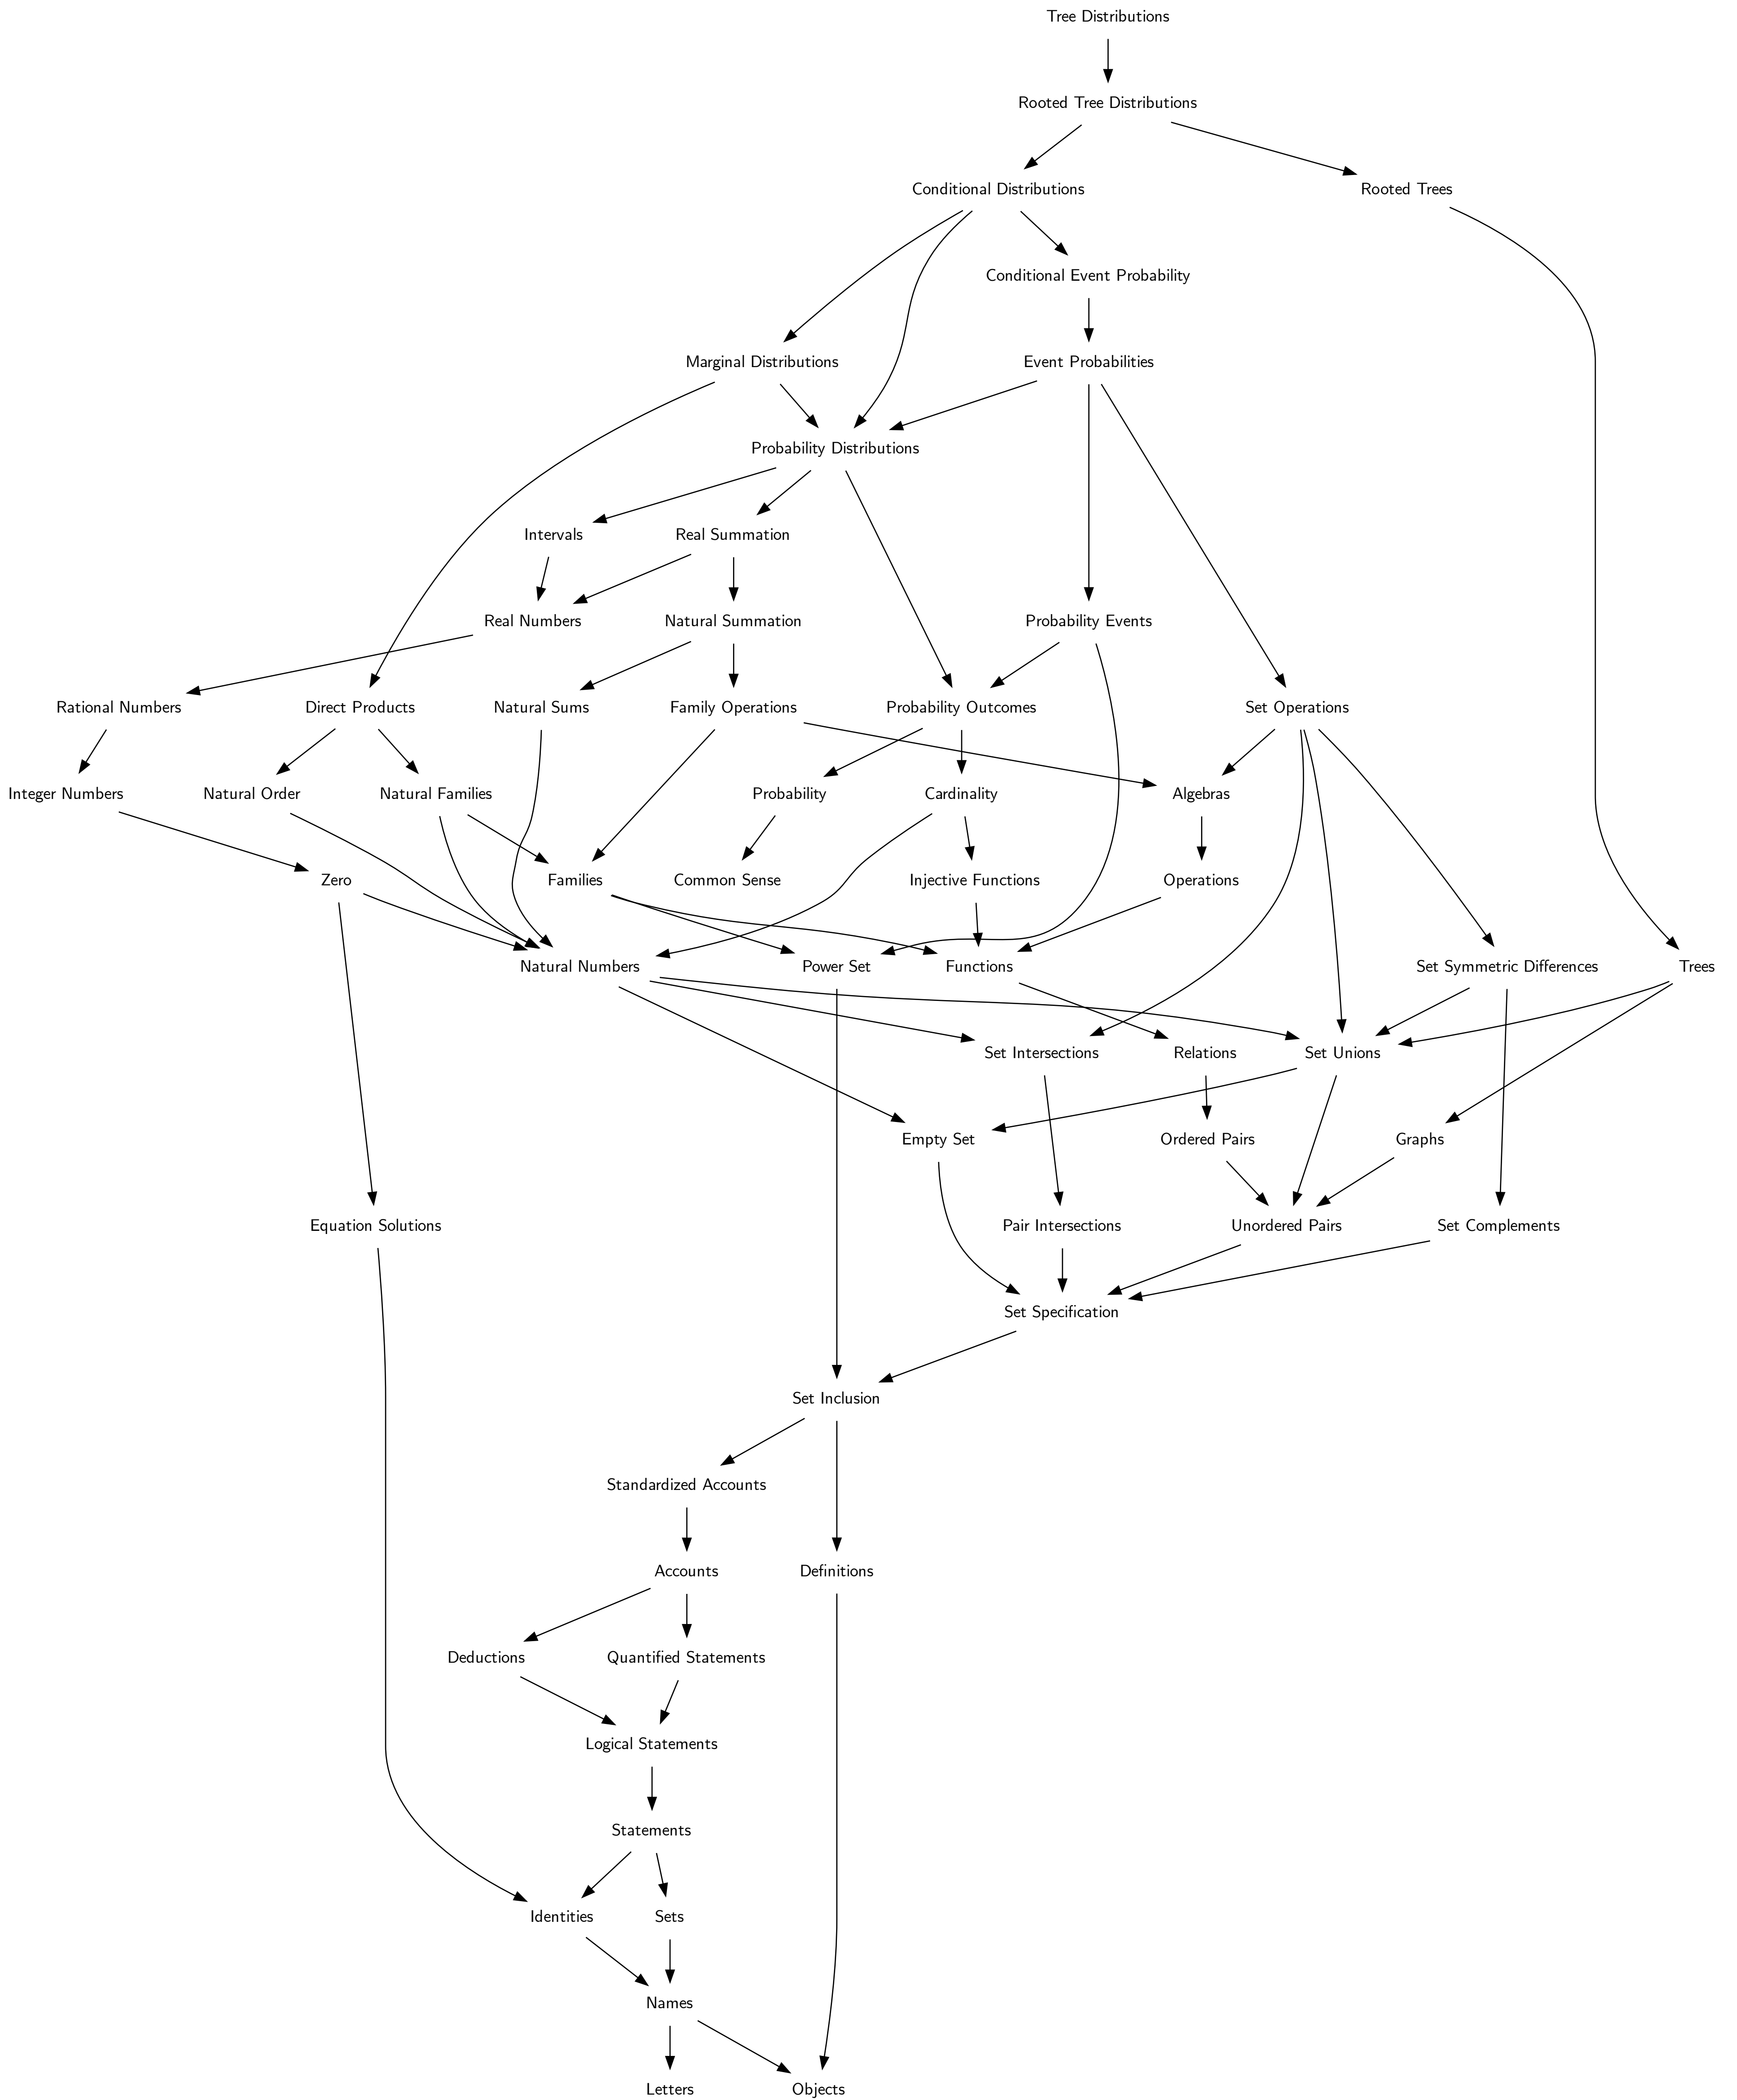 Tree Distributions
Rooted Tree Distributions
Conditional Distributions
Rooted Trees
Conditional Event Probability
Marginal Distributions
Event Probabilities
Probability Distributions
Intervals
Real Summation
Real Numbers
Natural Summation
Probability Events
Rational Numbers
Direct Products
Natural Sums
Family Operations
Probability Outcomes
Set Operations
Integer Numbers
Natural Order
Natural Families
Probability
Cardinality
Algebras
Zero
Families
Common Sense
Injective Functions
Operations
Natural Numbers
Power Set
Functions
Set Symmetric Differences
Trees
Set Intersections
Relations
Set Unions
Empty Set
Ordered Pairs
Graphs
Equation Solutions
Pair Intersections
Unordered Pairs
Set Complements
Set Specification
Set Inclusion
Standardized Accounts
Accounts
Definitions
Deductions
Quantified Statements
Logical Statements
Statements
Identities
Sets
Names
Letters
Objects